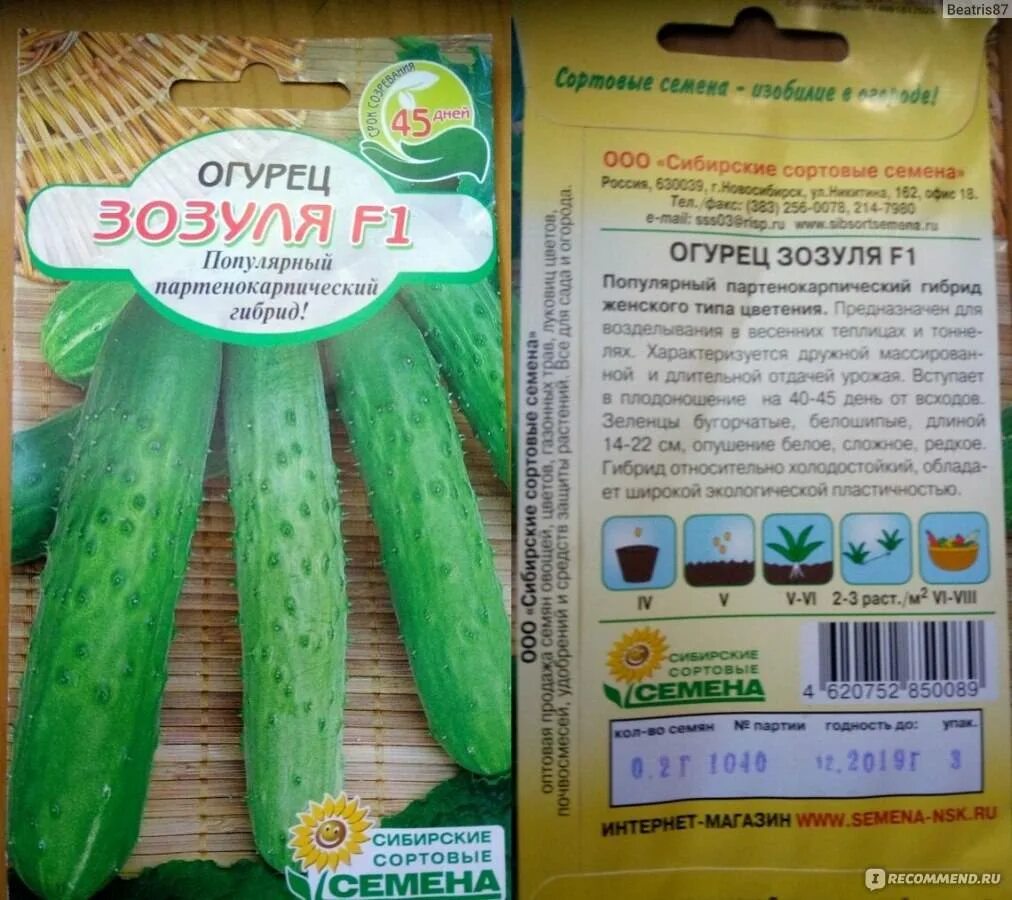 СРОК СОЗРЕВАНИЯ
45 дней
ОГУРЕЦ
ЗОЗУЛЯ F1
Популярный
партенокарпический
гибрид!
СИБИРСКИЕ
СОРТОВЫЕ
СЕМЕНА
Beatris87
Сортовые семена - изобилие в огороде!
ООО «Сибирские сортовые семена»
Россия, 630039, г.Новосибирск, ул.Никитина, 162, офис 18.
Тел./факс: (383) 256-0078, 214-7980
e-mail: sss03@risp.ru www.sibsortsemena.ru
ОГУРЕЦ ЗОЗУЛЯ F1
Популярный партенокарпический гибрид
женского типа цветения. Предназначен для
возделывания в весенних теплицах и тонне-
лях. Характеризуется дружной массирован-
ной и длительной отдачей урожая. Вступает
в плодоношение на 40-45 день от всходов.
Зеленцы бугорчатые, белошипые, длиной
14-22 см, опушение белое, сложное, редкое.
Гибрид относительно холодостойкий, облада-
ет широкой экологической пластичностью.
IV V V-VI 2-3 раст./м² VI-VIII
СИБИРСКИЕ
СОРТОВЫЕ
СЕМЕНА
4 620752 850089
кол-во семян № партии годность до: упак.
0.2Г 1040 12.2019Г 3
ИНТЕРНЕТ-МАГАЗИН WWW.SEMENA-NSK.RU
ООО «Сибирские сортовые семена»
оптовая продажа семян овощей, цветов, газонных трав, луковиц цветов,
почвосмесей, удобрений и средств защиты растений. Все для сада и огорода.
IRECOMMEND.RU